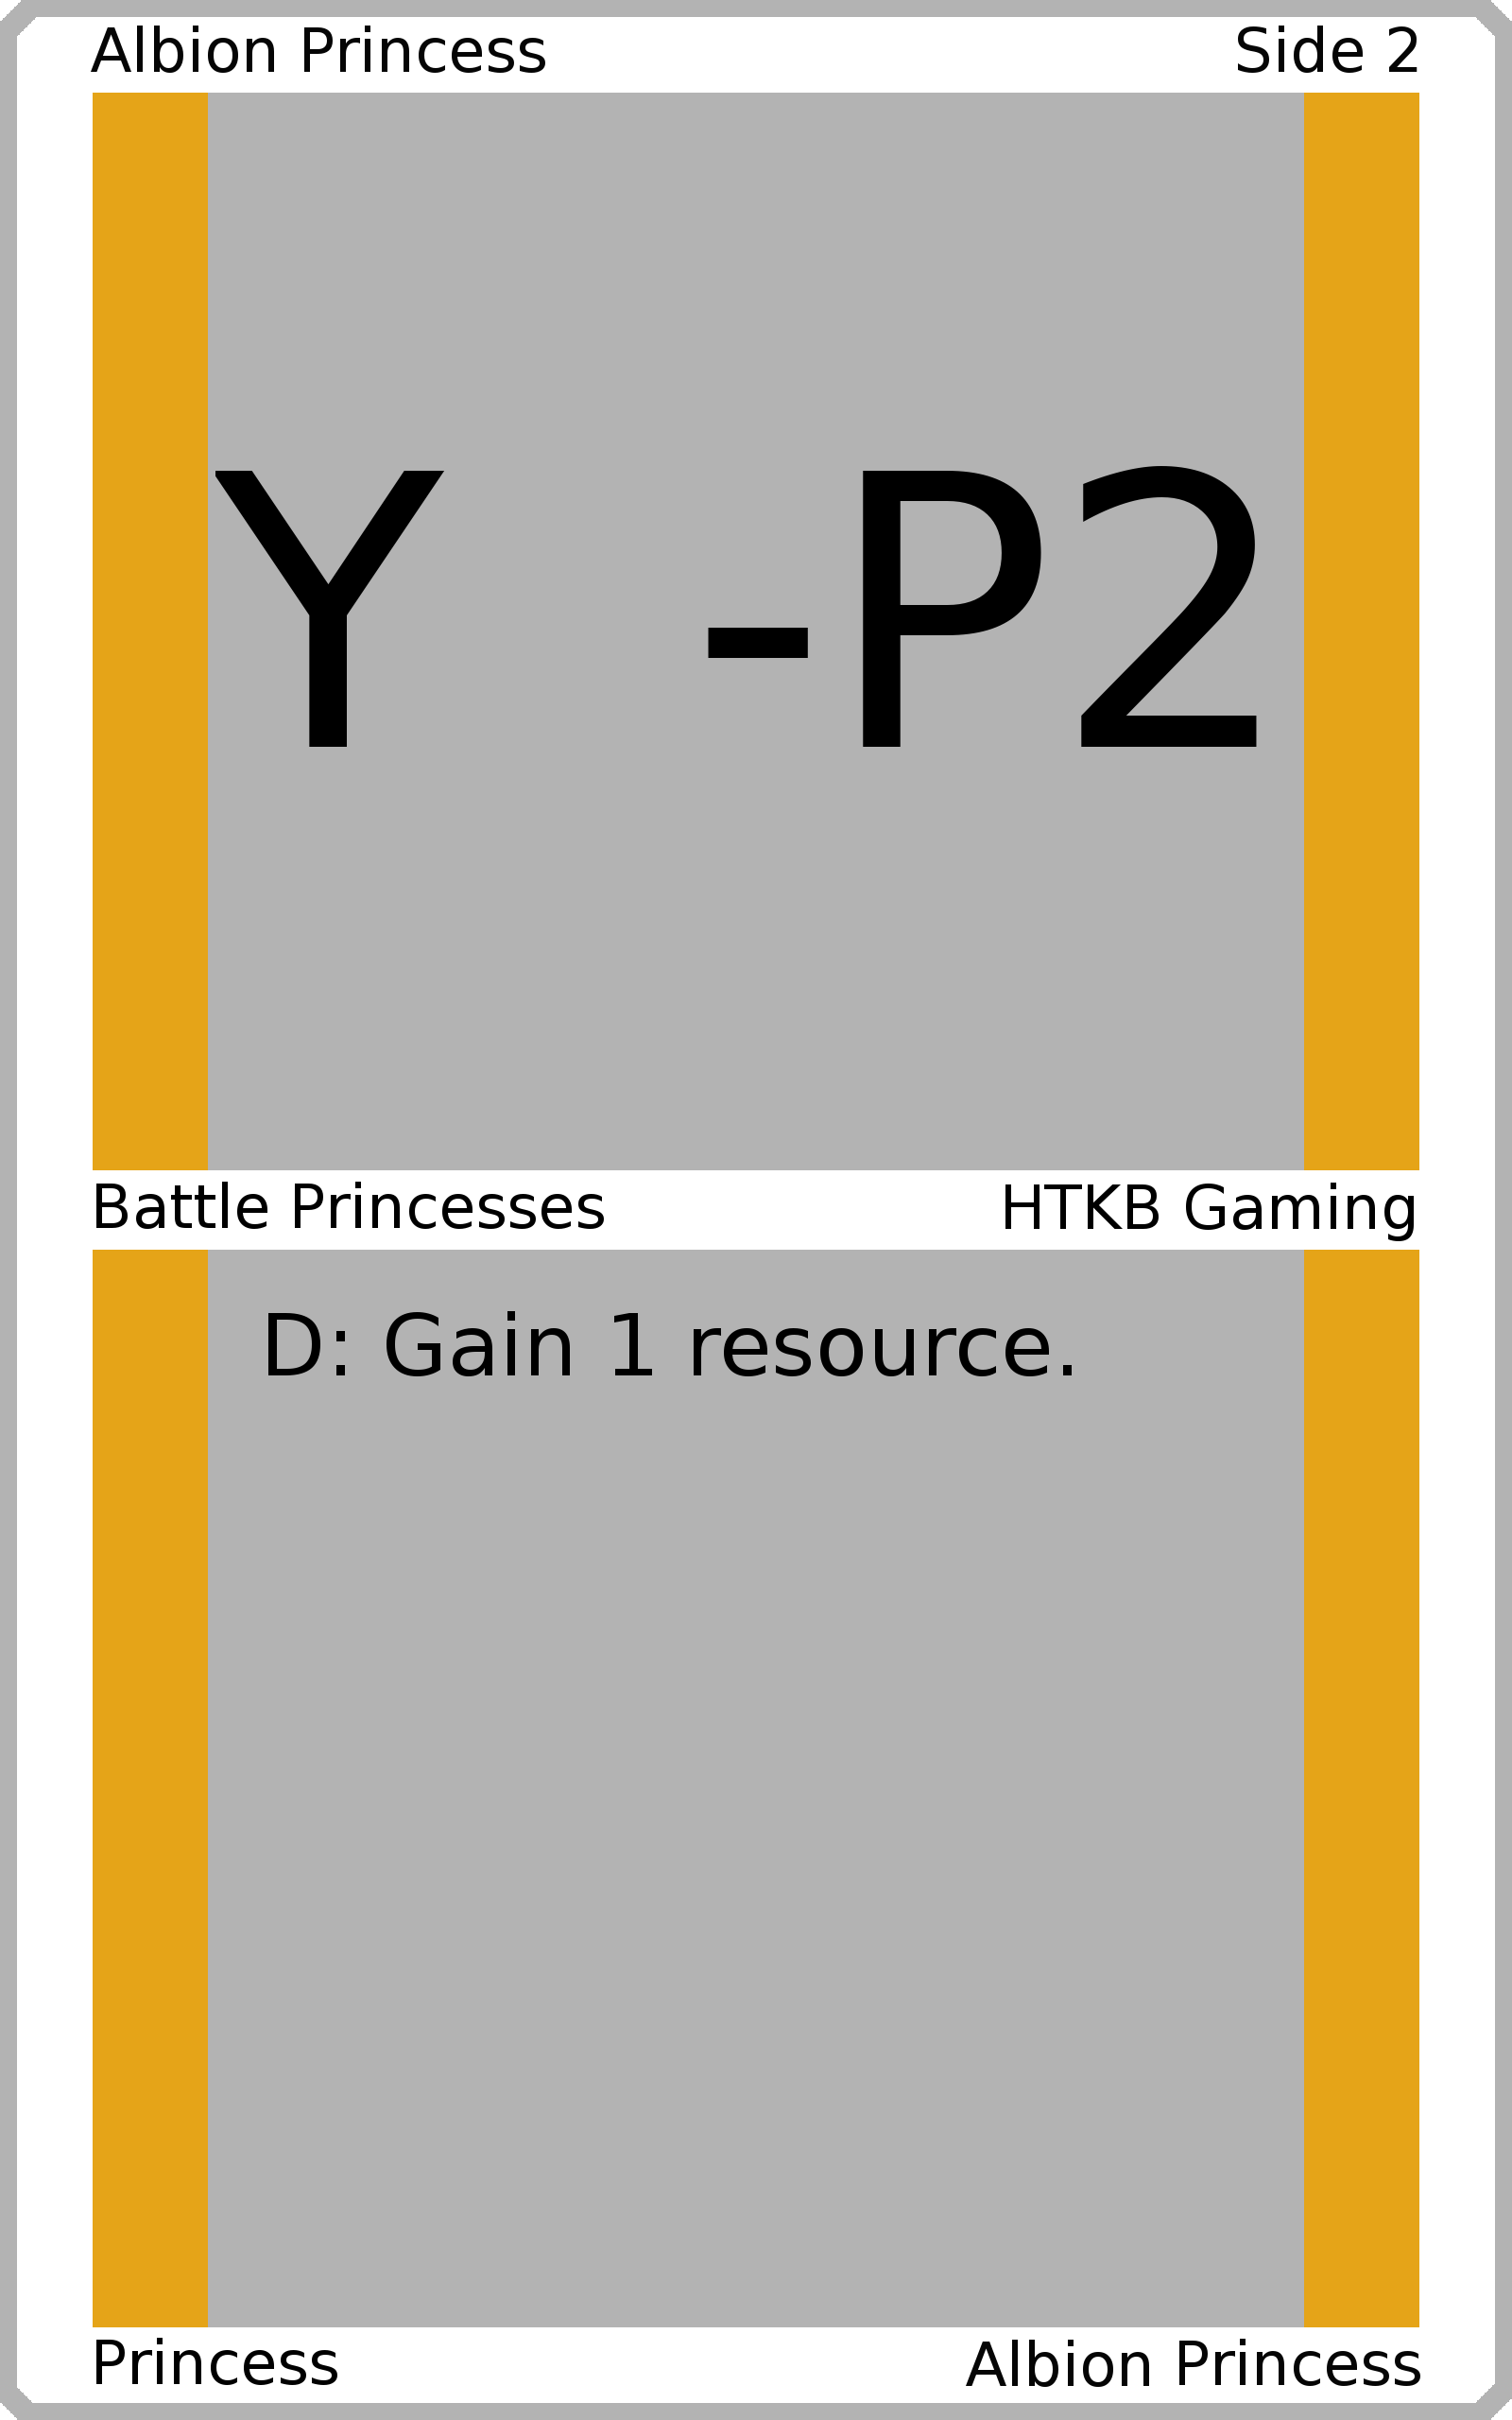 Albion Princess Side 2
Y -P2
Battle Princesses HTKB Gaming
D: Gain 1 resource.
Princess Albion Princess